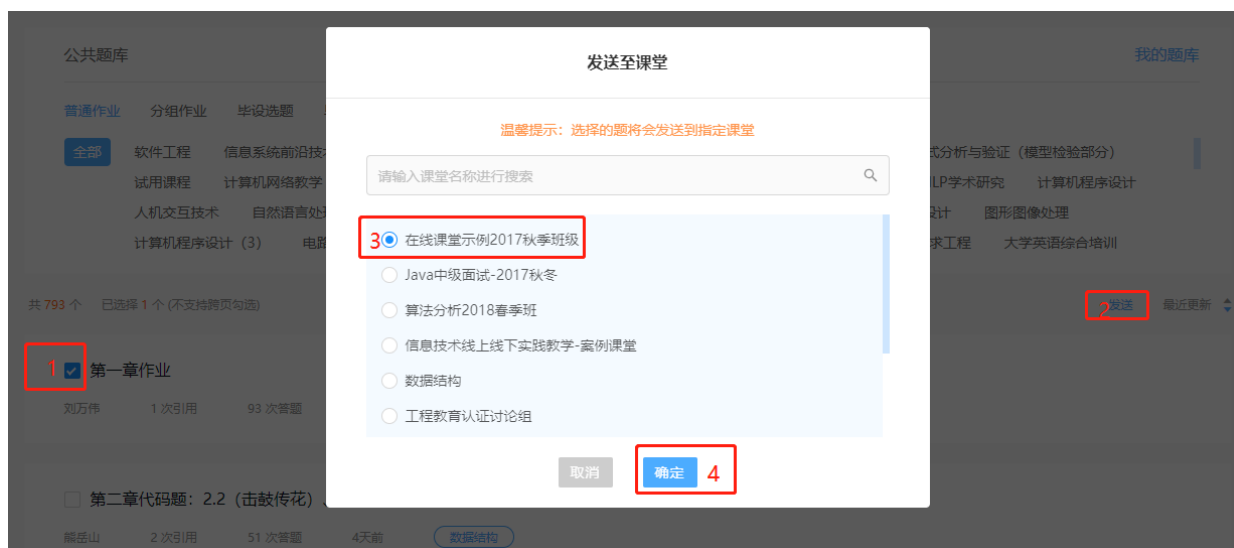 公共题库
我的题库
发送至课堂
普通作业 分组作业 毕设选题
温馨提示：选择的题将会发送到指定课堂
全部 软件工程 信息系统前沿技 式分析与验证（模型检验部分）
试用课程 计算机网络教学 LP学术研究 计算机程序设计
请输入课堂名称进行搜索
人机交互技术 自然语言处 设计 图形图像处理
计算机程序设计（3） 电路 求工程 大学英语综合培训
3 在线课堂示例2017秋季班级
Java中级面试-2017秋冬
共 793 个 已选择 1 个 (不支持跨页勾选)
2 发送 最近更新
算法分析2018春季班
信息技术线上线下实践教学-案例课堂
1 第一章作业
数据结构
刘万伟 1 次引用 93 次答题
工程教育认证讨论组
取消 确定 4
第二章代码题：2.2（击鼓传花）、
熊岳山 2 次引用 51 次答题 4天前 数据结构